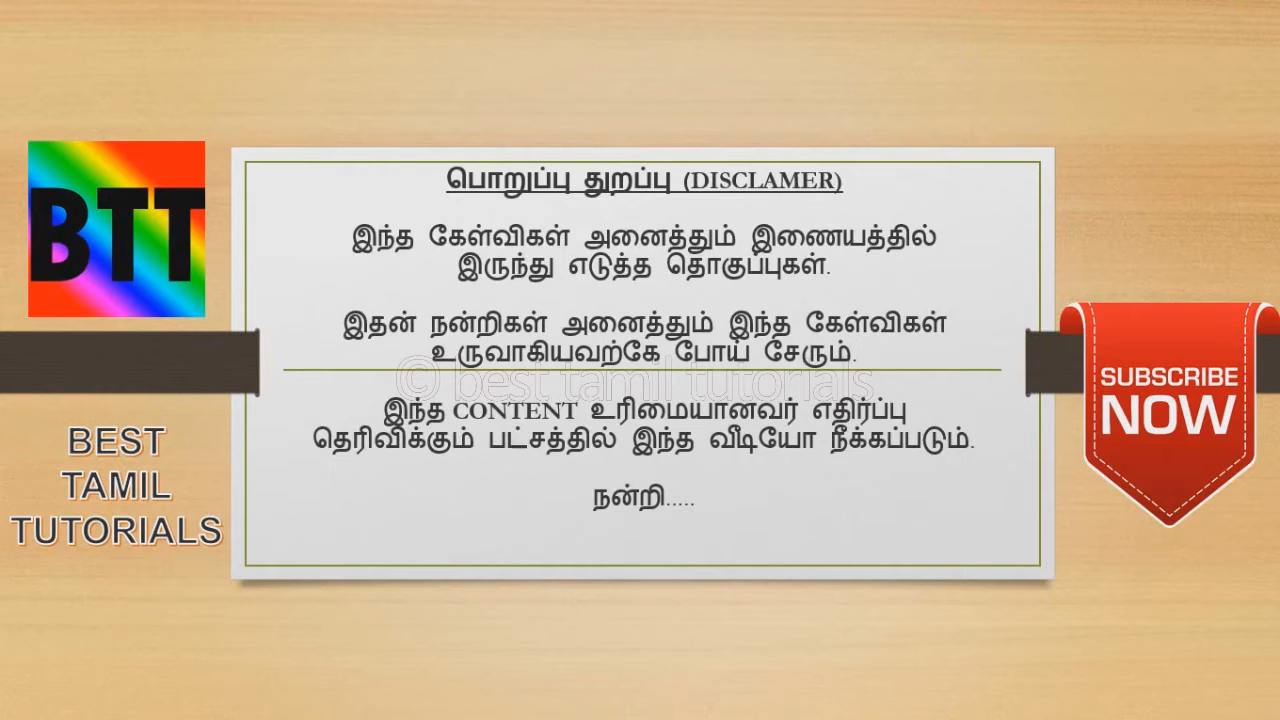 BTT
BEST
TAMIL
TUTORIALS
பொறுப்பு துறப்பு (DISCLAMER)
இந்த கேள்விகள் அனைத்தும் இணையத்தில்
இருந்து எடுத்த தொகுப்புகள்.
இதன் நன்றிகள் அனைத்தும் இந்த கேள்விகள்
உருவாகியவற்கே போய் சேரும்.
© best tamil tutorials
இந்த CONTENT உரிமையானவர் எதிர்ப்பு
தெரிவிக்கும் பட்சத்தில் இந்த வீடியோ நீக்கப்படும்.
நன்றி.....
SUBSCRIBE
NOW